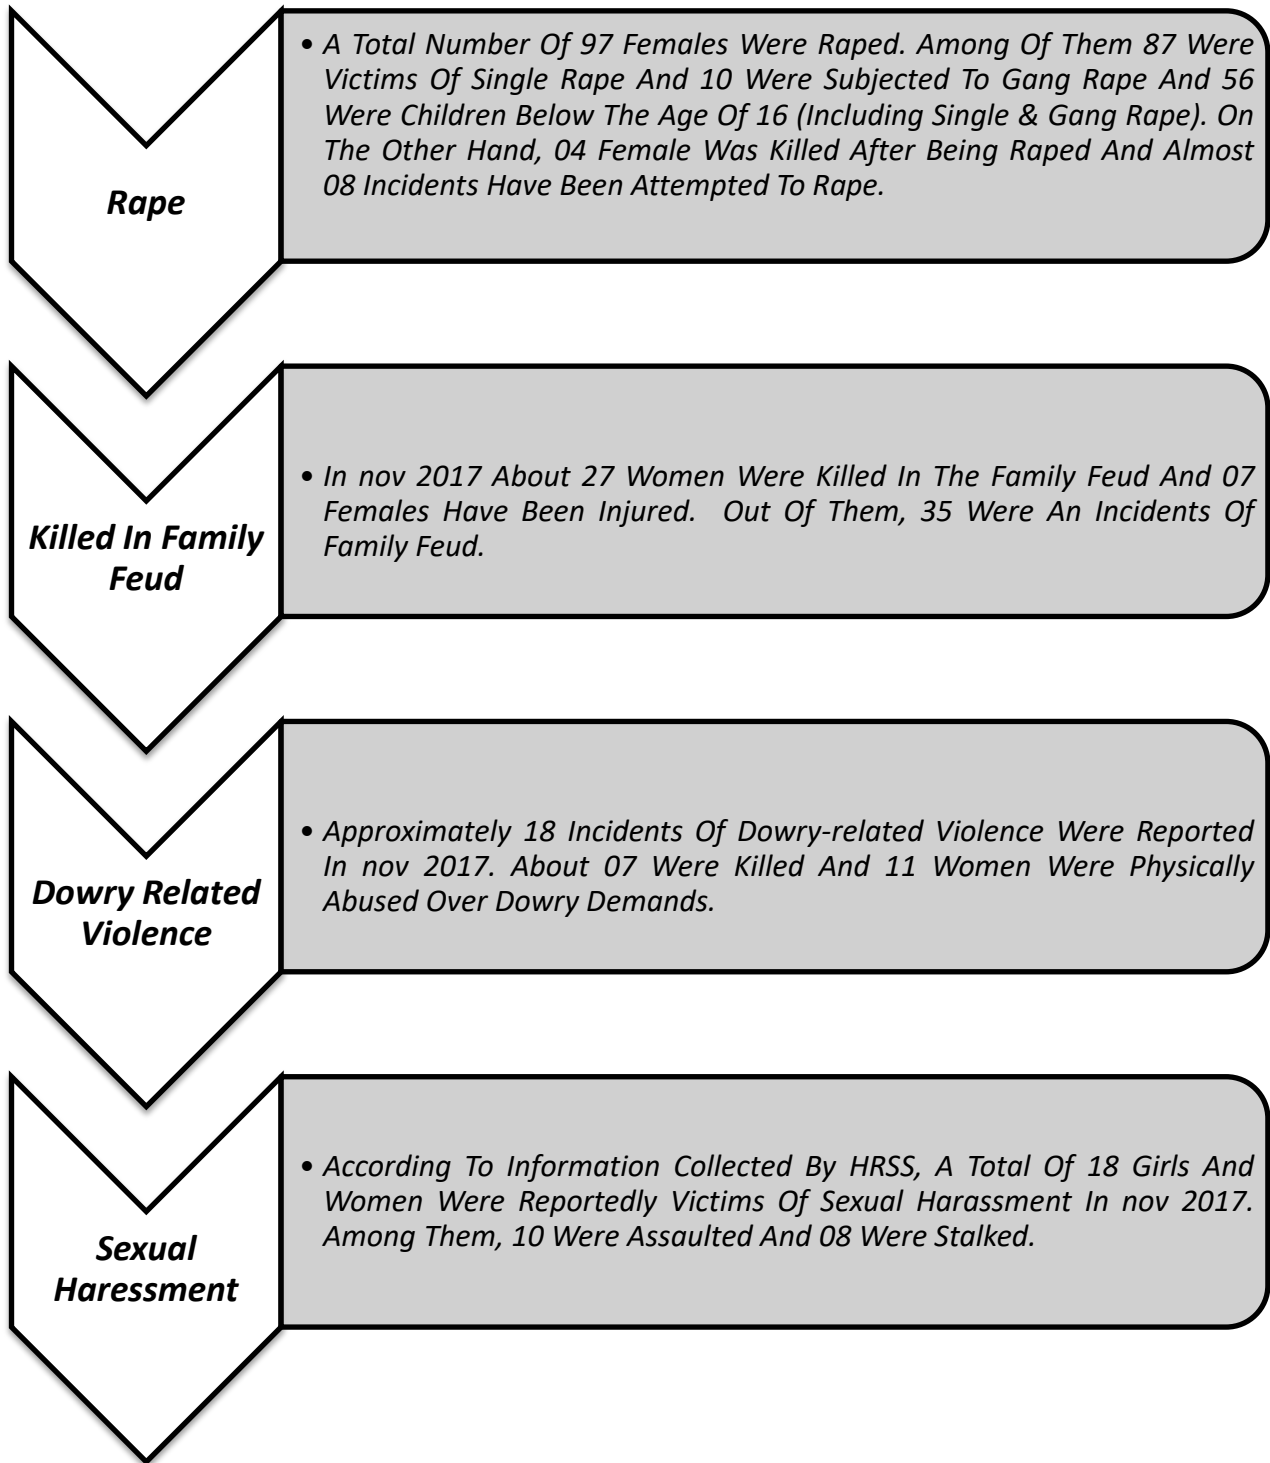 Rape
• A Total Number Of 97 Females Were Raped. Among Of Them 87 Were
Victims Of Single Rape And 10 Were Subjected To Gang Rape And 56
Were Children Below The Age Of 16 (Including Single & Gang Rape). On
The Other Hand, 04 Female Was Killed After Being Raped And Almost
08 Incidents Have Been Attempted To Rape.
Killed In Family
Feud
• In nov 2017 About 27 Women Were Killed In The Family Feud And 07
Females Have Been Injured. Out Of Them, 35 Were An Incidents Of
Family Feud.
Dowry Related
Violence
• Approximately 18 Incidents Of Dowry-related Violence Were Reported
In nov 2017. About 07 Were Killed And 11 Women Were Physically
Abused Over Dowry Demands.
Sexual
Haressment
• According To Information Collected By HRSS, A Total Of 18 Girls And
Women Were Reportedly Victims Of Sexual Harassment In nov 2017.
Among Them, 10 Were Assaulted And 08 Were Stalked.